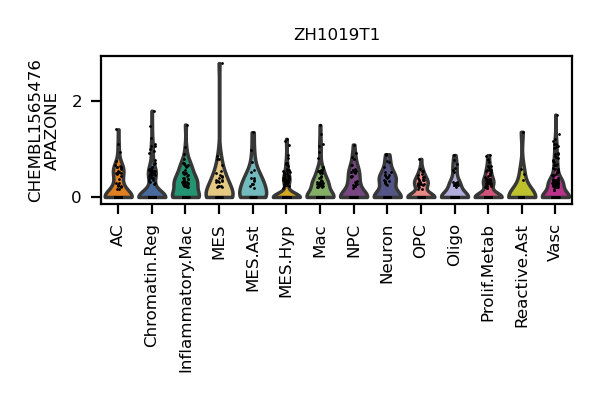 ZH1019T1
CHEMBL1565476
APAZONE
2
0
AC
Chromatin.Reg
Inflammatory.Mac
MES
MES.Ast
MES.Hyp
Mac
NPC
Neuron
OPC
Oligo
Prolif.Metab
Reactive.Ast
Vasc